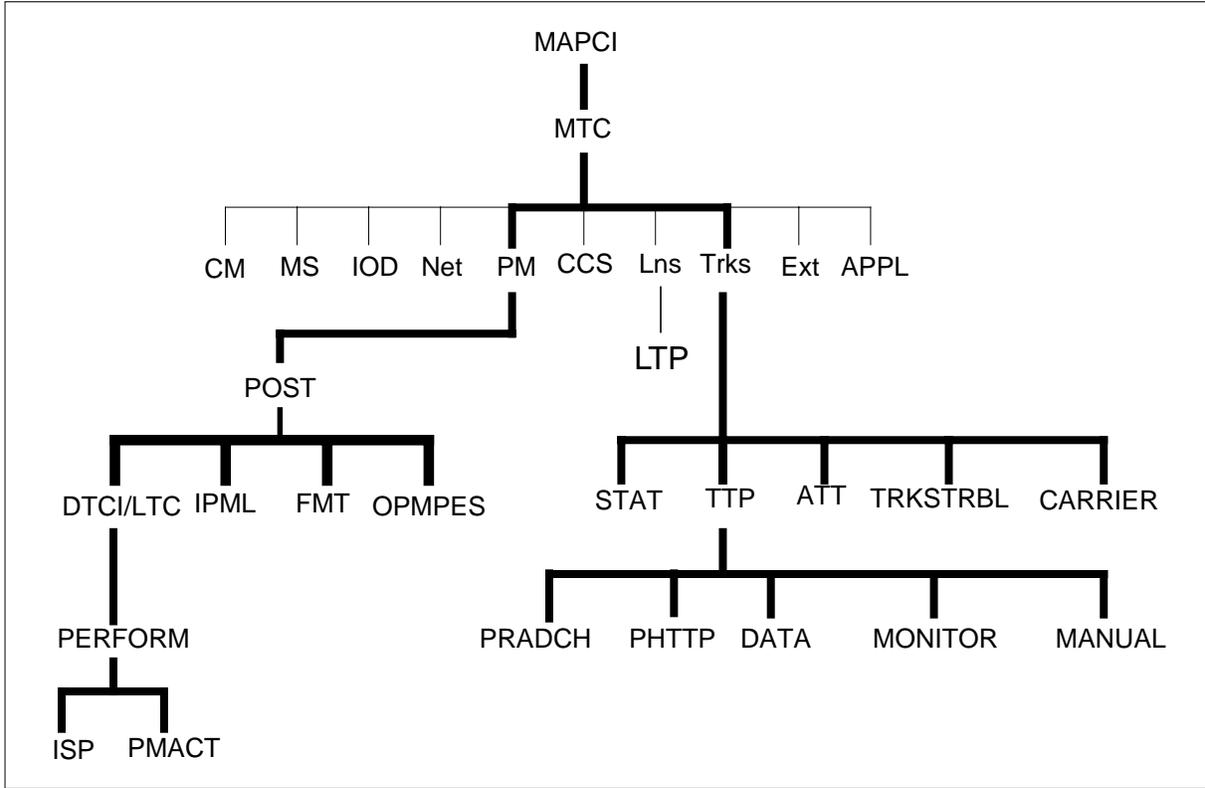 MAPCI
MTC
CM MS IOD Net PM CCS Lns Trks Ext APPL
LTP
POST
DTCI/LTC IPML FMT OPMPES STAT TTP ATT TRKSTRBL CARRIER
PERFORM PRADCH PHTTP DATA MONITOR MANUAL
ISP PMACT